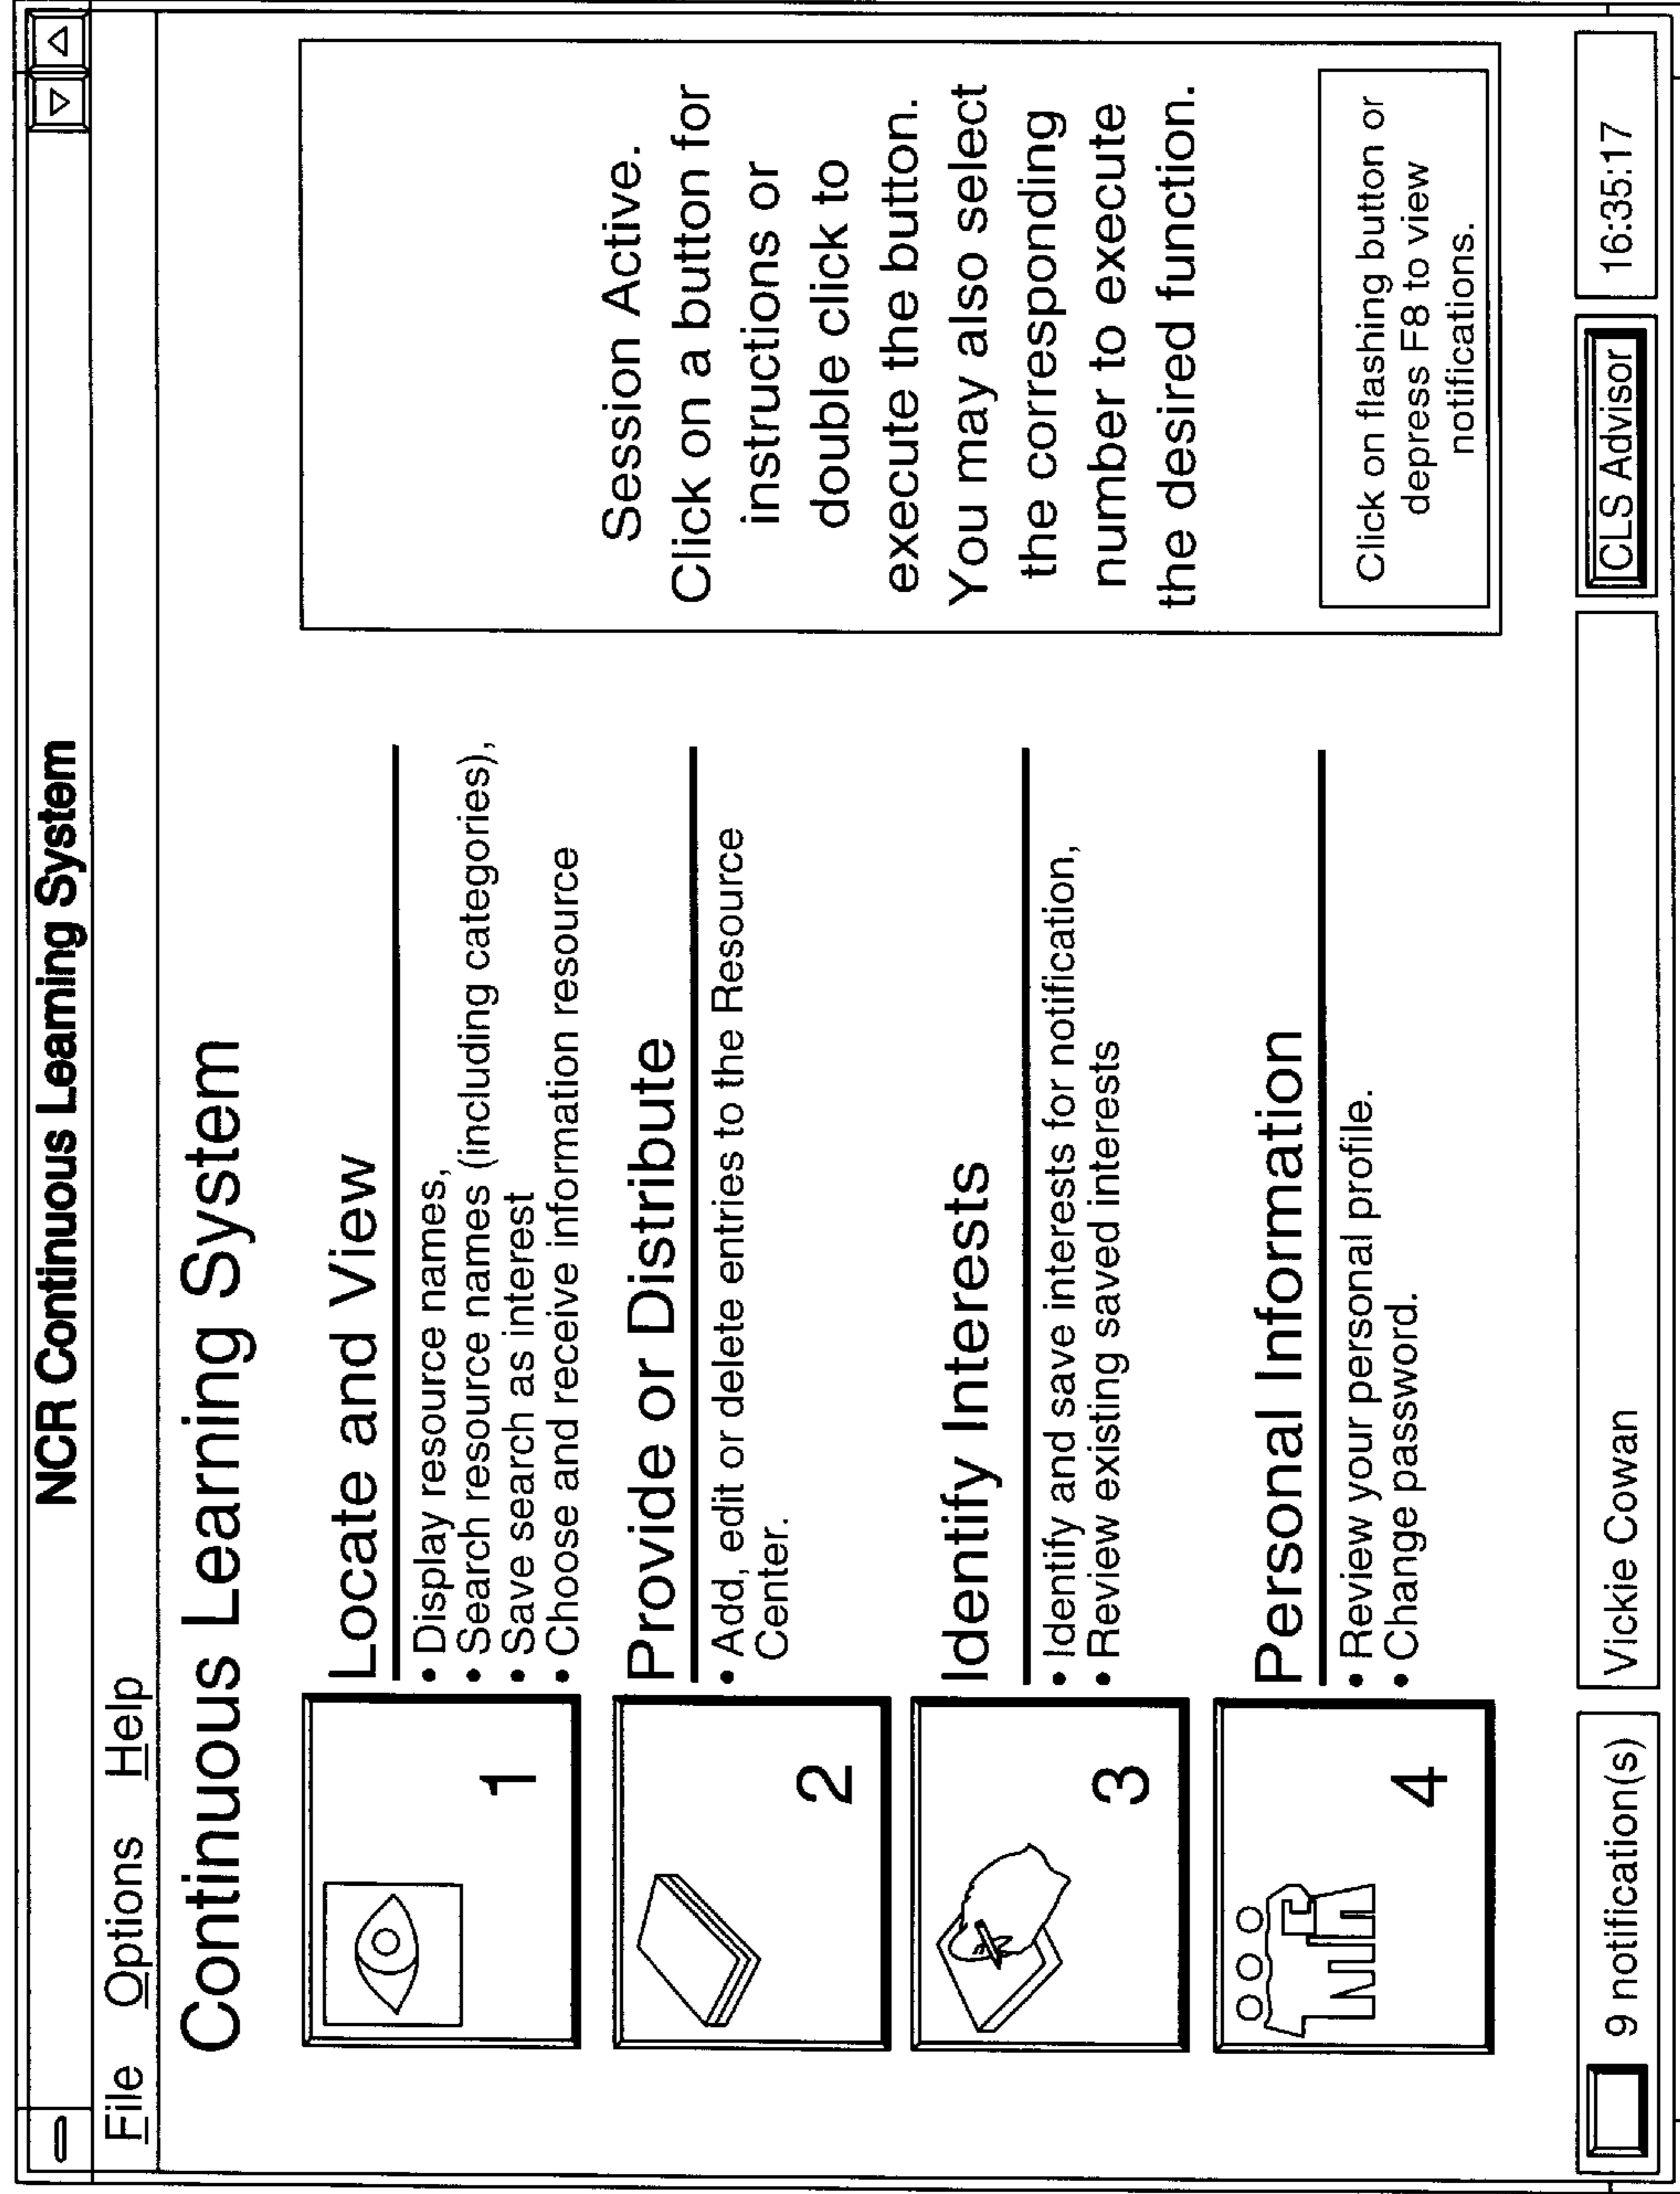 NCR Continuous Learning System
File Options Help
Continuous Learning System
1
Locate and View
• Display resource names,
• Search resource names (including categories),
• Save search as interest
• Choose and receive information resource
2
Provide or Distribute
• Add, edit or delete entries to the Resource
Center.
3
Identify Interests
• Identify and save interests for notification,
• Review existing saved interests
4
Personal Information
• Review your personal profile.
• Change password.
Session Active.
Click on a button for
instructions or
double click to
execute the button.
You may also select
the corresponding
number to execute
the desired function.
Click on flashing button or
depress F8 to view
notifications.
9 notification(s)
Vickie Cowan
CLS Advisor
16:35:17